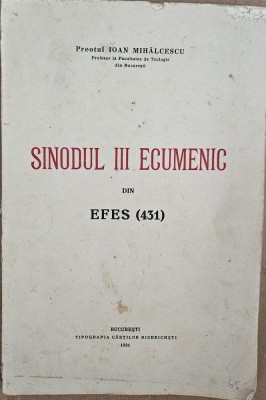 Preotul IOAN MIHĂLCESCU
Profesor la Facultatea de Teologie
din București
SINODUL III ECUMENIC
DIN
EFES (431)
BUCUREȘTI
TIPOGRAFIA CĂRȚILOR BISERICEȘTI
1931